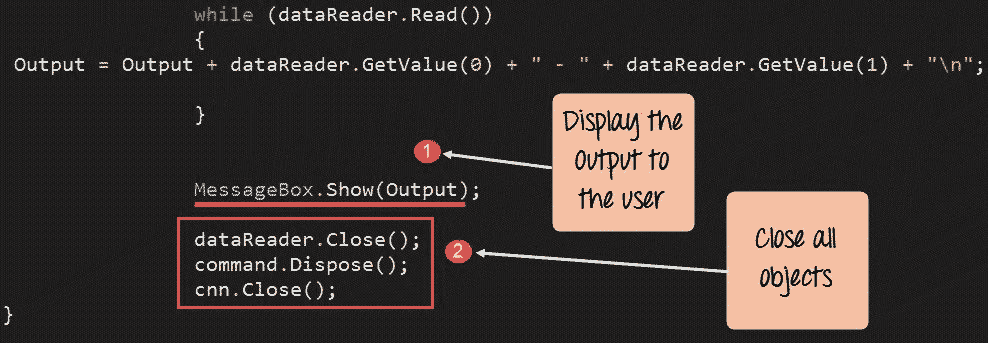 while (dataReader.Read())
{
Output = Output + dataReader.GetValue(0) + " - " + dataReader.GetValue(1) + "\n";
}
Display the
output to
the user
1
MessageBox.Show(Output);
dataReader.Close();
command.Dispose();
cnn.Close();
2
Close all
objects
}